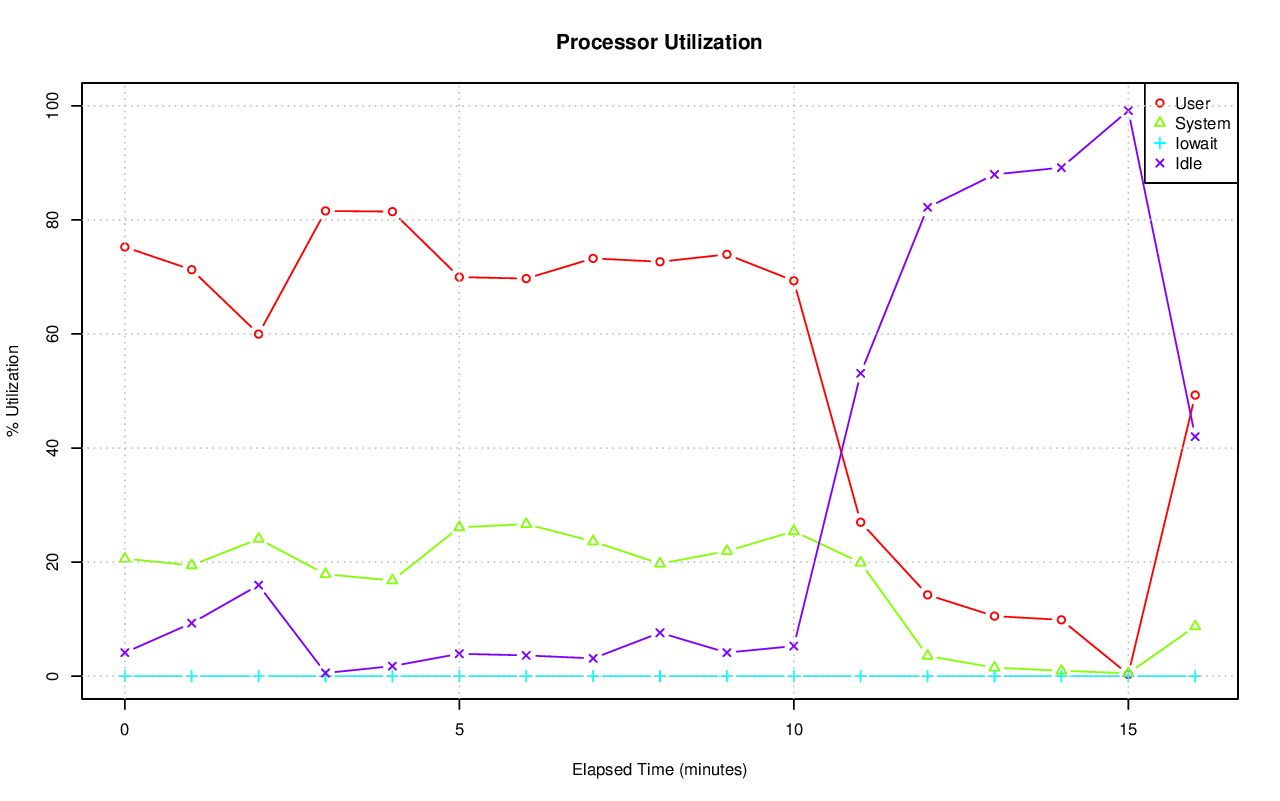 Processor Utilization
% Utilization
100
80
60
40
20
0
User
System
Iowait
Idle
0 5 10 15
Elapsed Time (minutes)